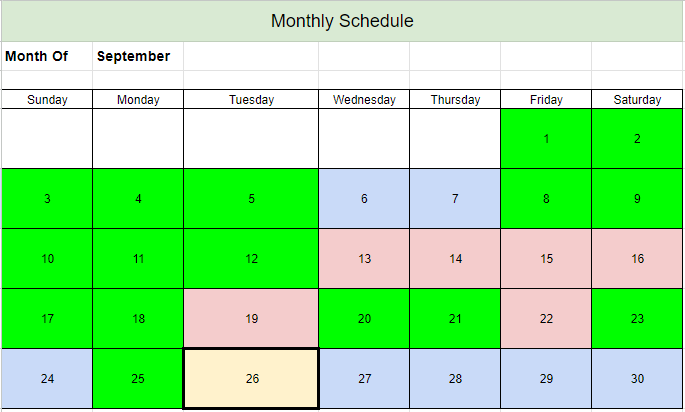 Monthly Schedule
Month Of September
Sunday Monday Tuesday Wednesday Thursday Friday Saturday
1 2
3 4 5 6 7 8 9
10 11 12 13 14 15 16
17 18 19 20 21 22 23
24 25 26 27 28 29 30